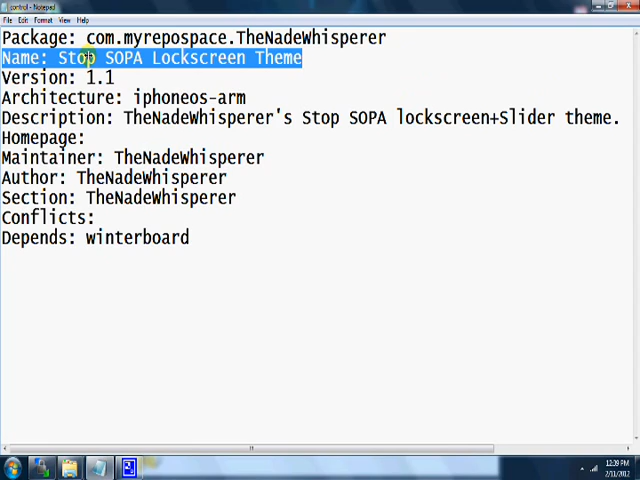 control - Notepad
File Edit Format View Help
Package: com.myrepospace.TheNadeWhisperer
Name: Stop SOPA Lockscreen Theme
Version: 1.1
Architecture: iphoneos-arm
Description: TheNadeWhisperer's Stop SOPA lockscreen+Slider theme.
Homepage:
Maintainer: TheNadeWhisperer
Author: TheNadeWhisperer
Section: TheNadeWhisperer
Conflicts:
Depends: winterboard
12:39 PM
2/11/2012